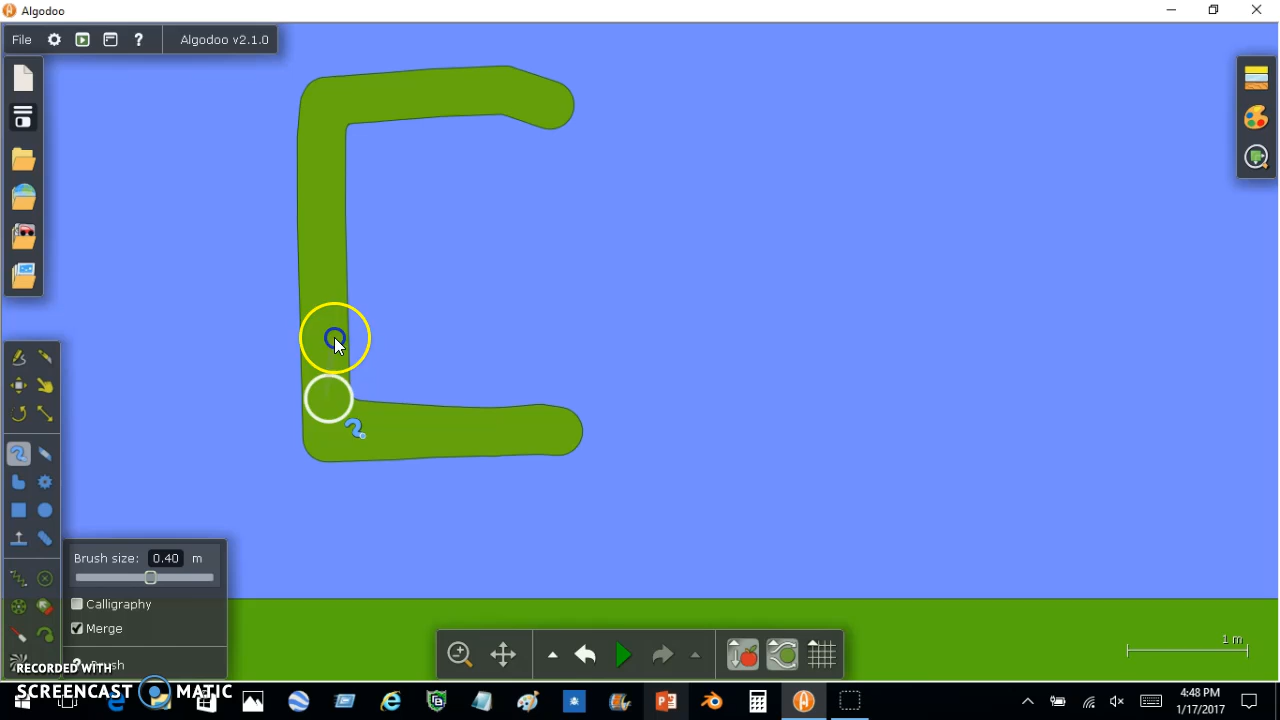 Algodoo
File
?
Algodoo v2.1.0
Brush size: 0.40 m
Calligraphy
Merge
1 m
RECORDED WITH
SCREENCAST MATIC
4:48 PM
1/17/2017